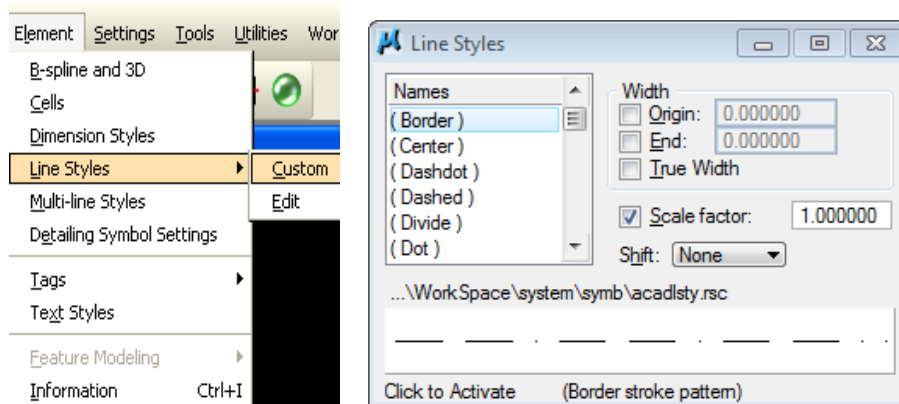 Element Settings Tools Utilities Wor
B-spline and 3D
Cells
Dimension Styles
Line Styles
Custom
Multi-line Styles
Edit
Detailing Symbol Settings
Tags
Text Styles
Feature Modeling
Information Ctrl+I
Line Styles
Names
( Border )
( Center )
( Dashdot )
( Dashed )
( Divide )
( Dot )
Width
Origin: 0.000000
End: 0.000000
True Width
Scale factor: 1.000000
Shift: None
...\WorkSpace\system\symb\acadlsty.rsc
Click to Activate (Border stroke pattern)